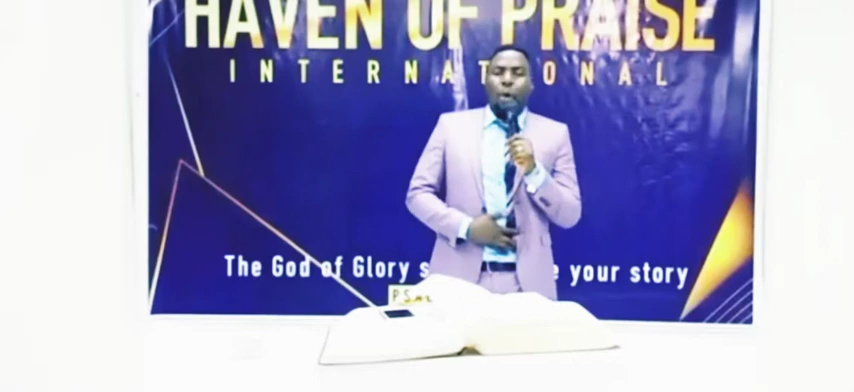 HAVEN OF PRAISE
INTERNATIONAL
The God of Glory s e your story